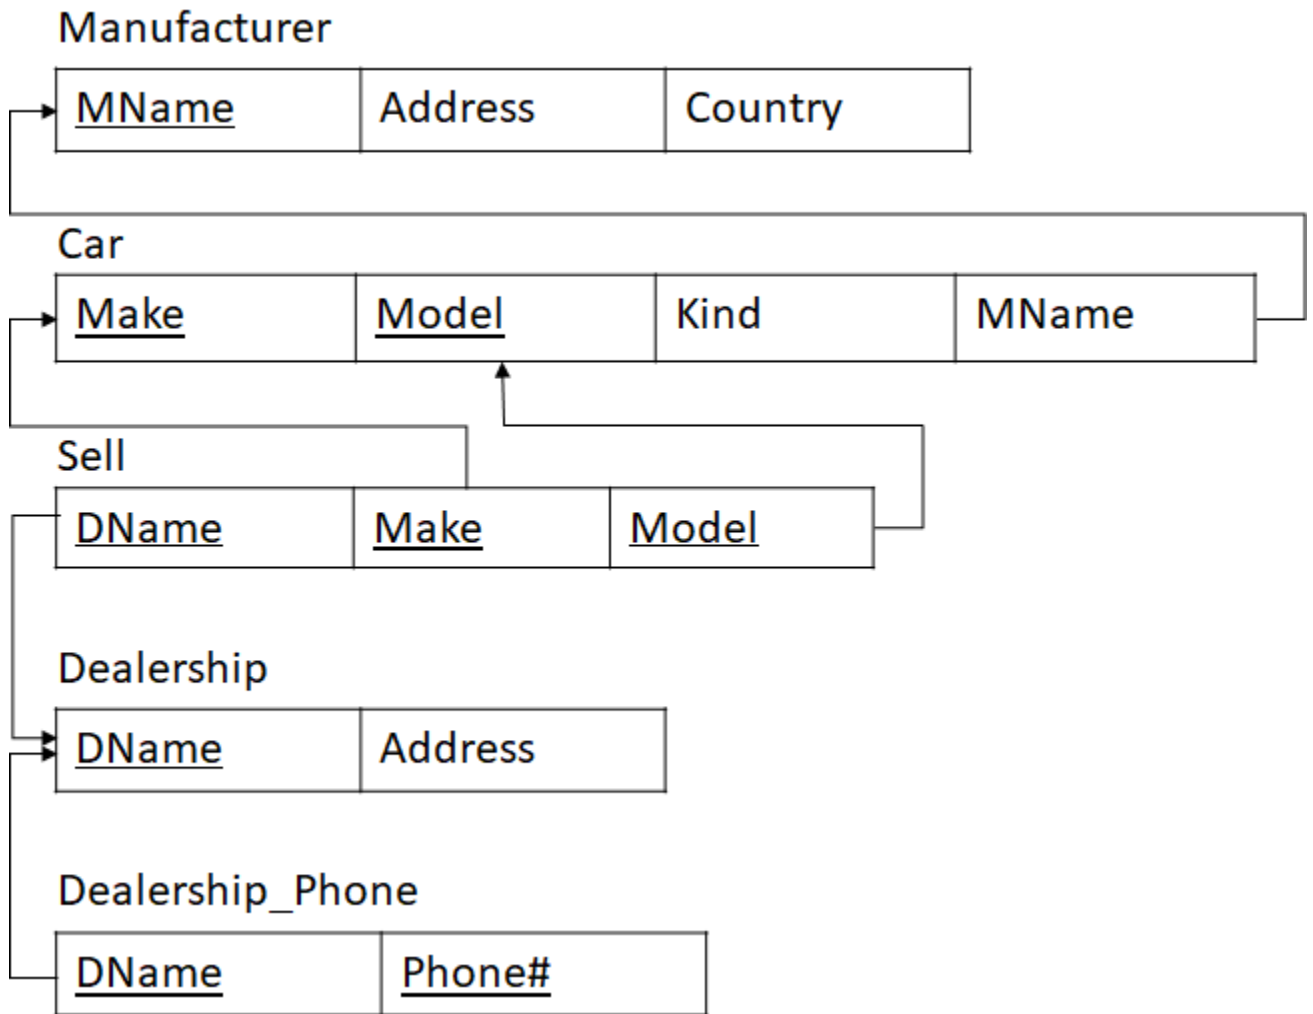 Manufacturer
MName Address Country
Car
Make Model Kind MName
Sell
DName Make Model
Dealership
DName Address
Dealership_Phone
DName Phone#